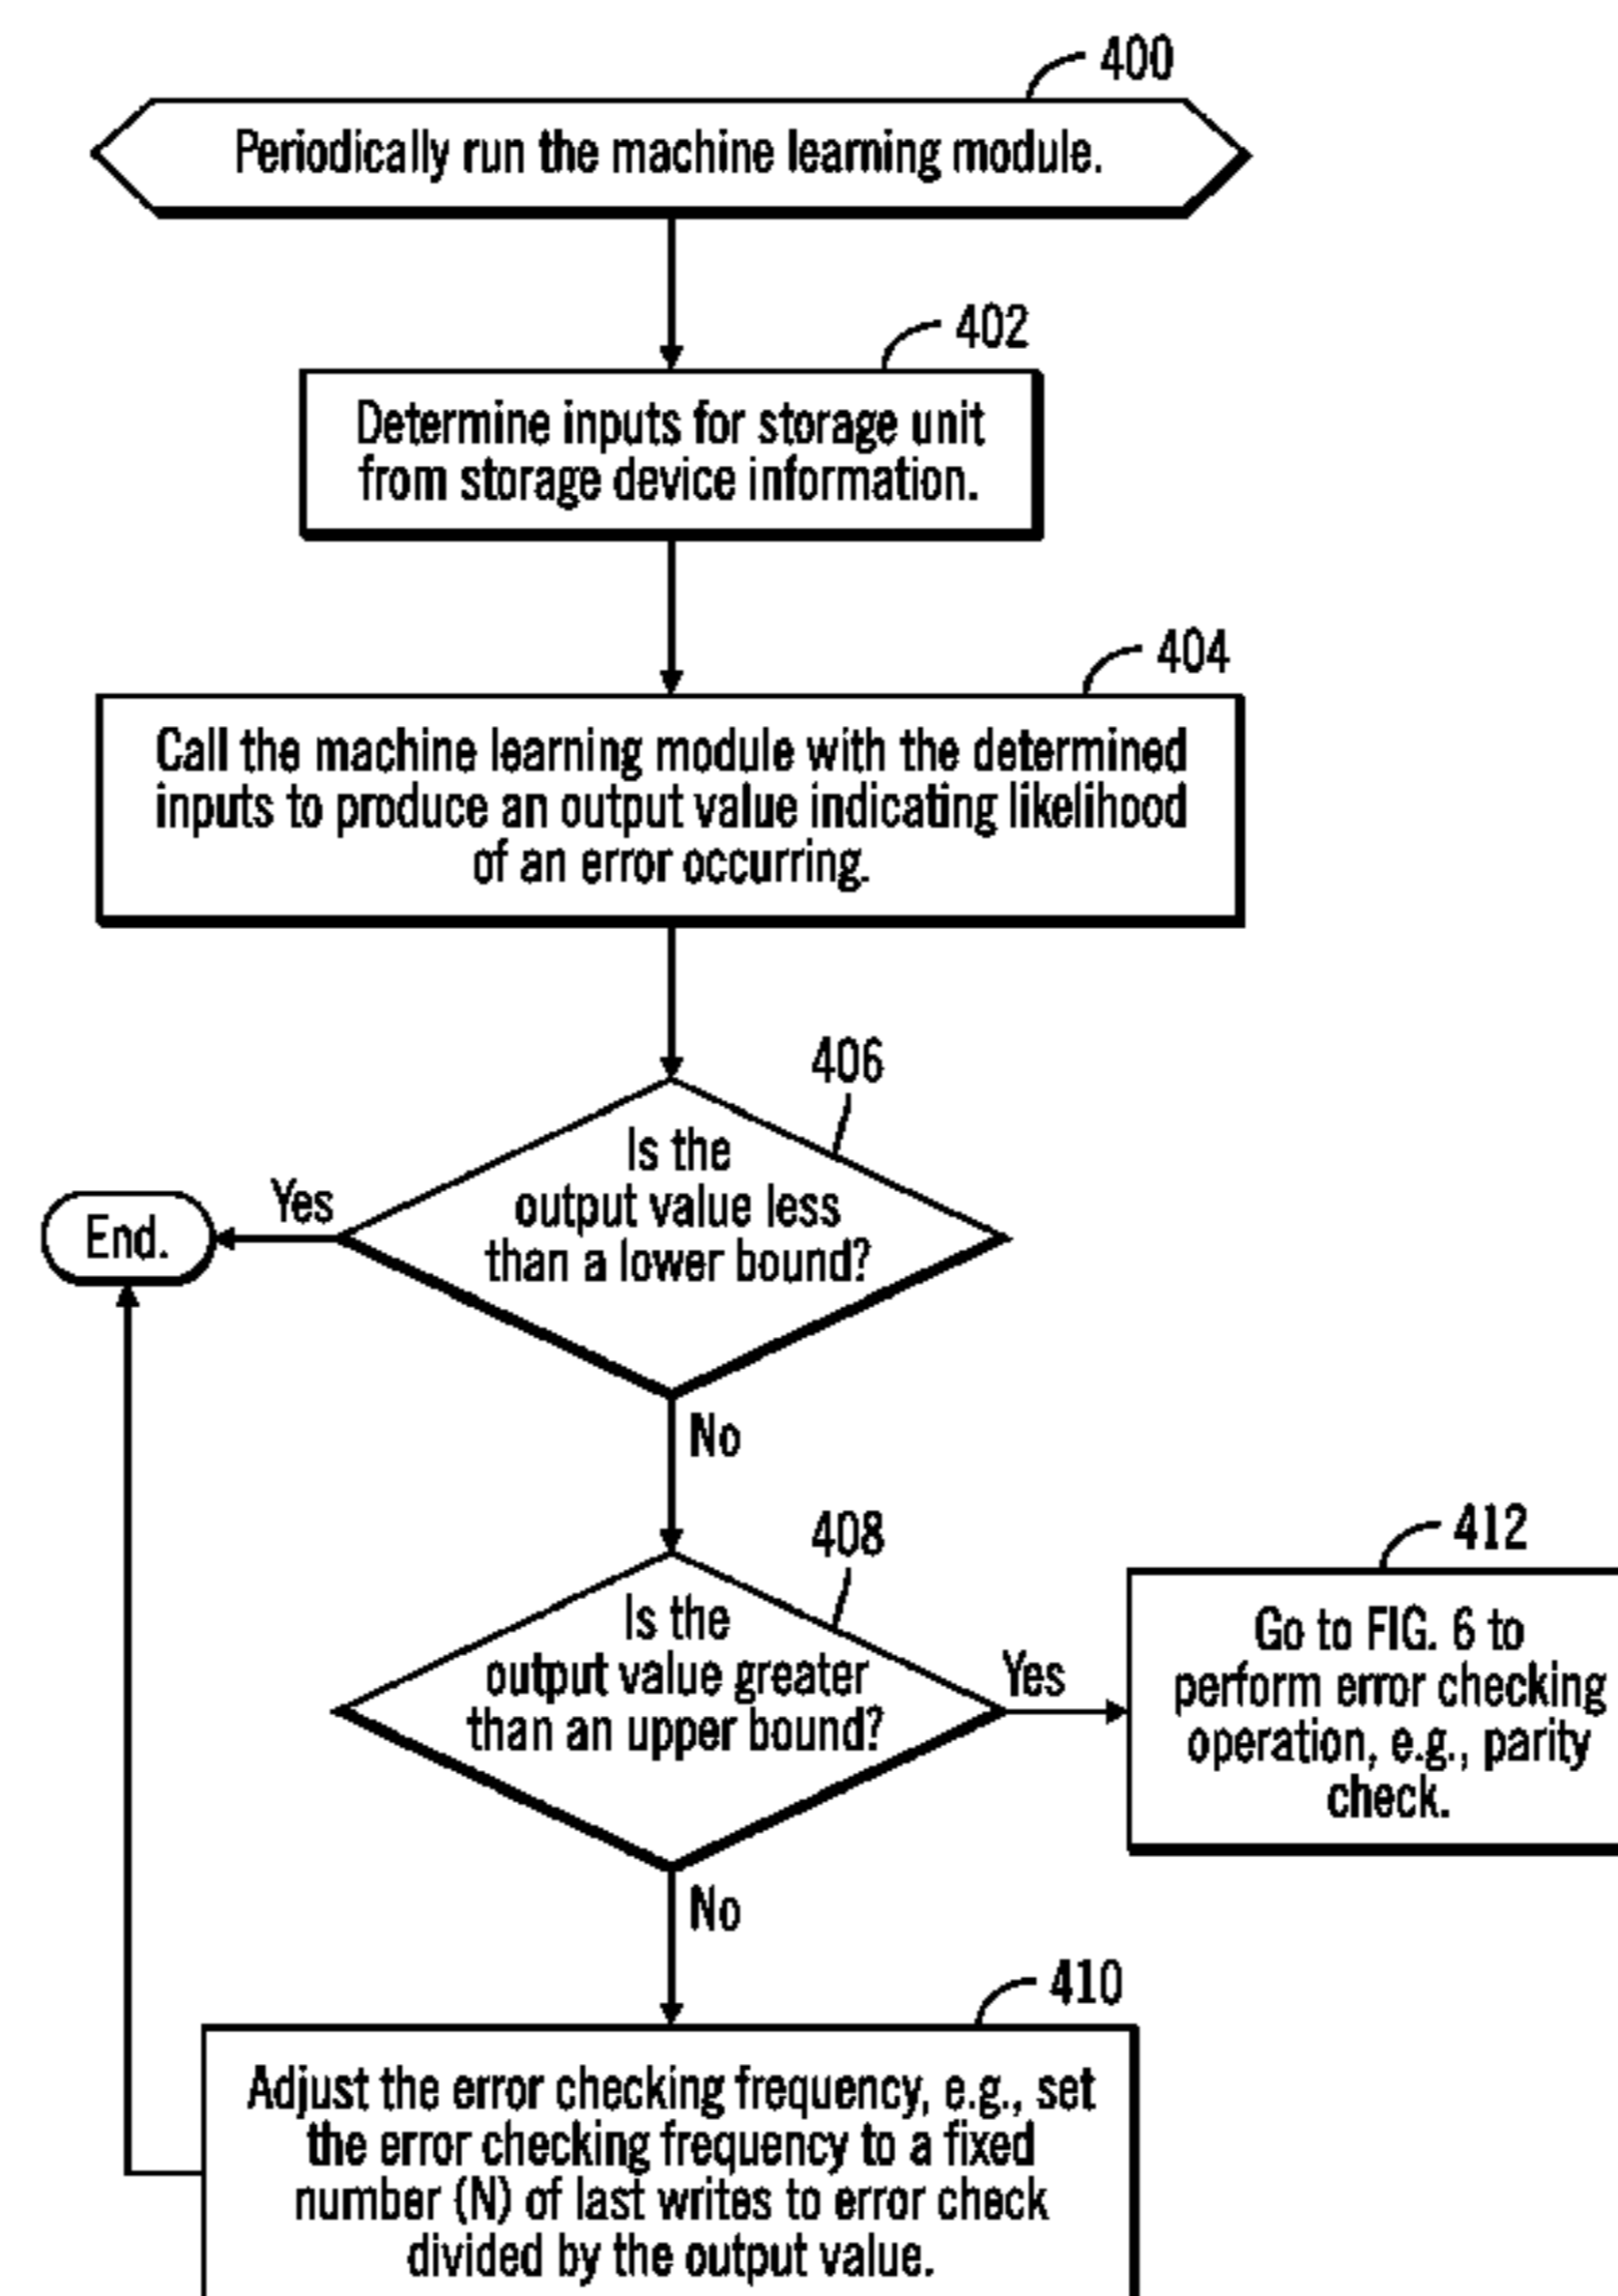 400
Periodically run the machine learning module.
402
Determine inputs for storage unit
from storage device information.
404
Call the machine learning module with the determined
inputs to produce an output value indicating likelihood
of an error occurring.
406
Is the
output value less
than a lower bound?
Yes
End.
No
408
Is the
output value greater
than an upper bound?
Yes
412
Go to FIG. 6 to
perform error checking
operation, e.g., parity
check.
No
410
Adjust the error checking frequency, e.g., set
the error checking frequency to a fixed
number (N) of last writes to error check
divided by the output value.